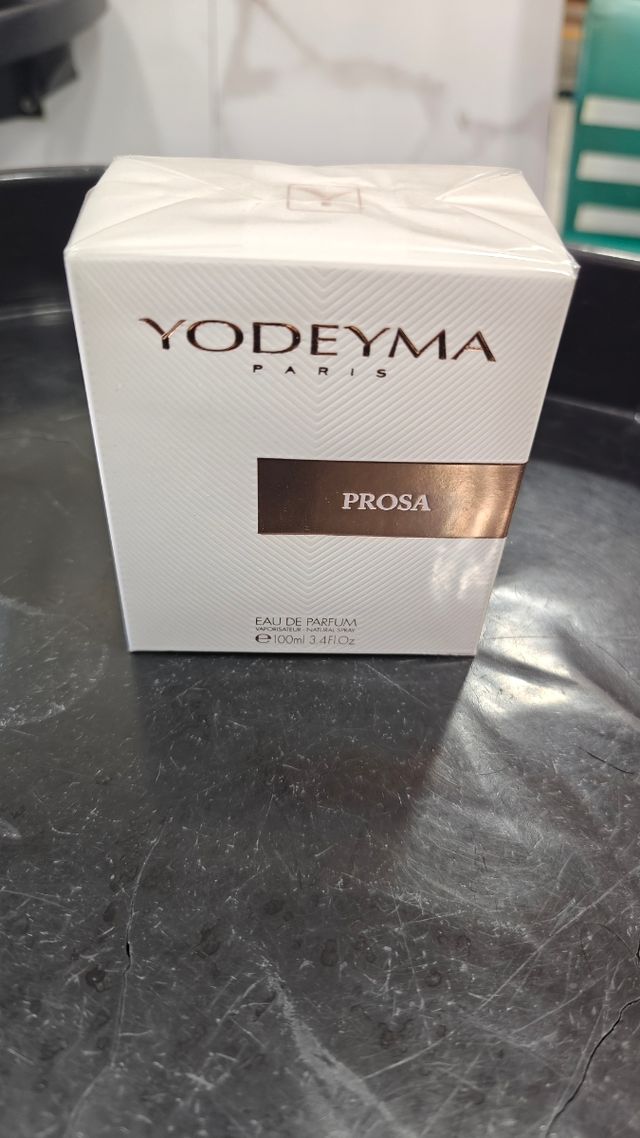 Y
YODEYMA
PARIS
PROSA
EAU DE PARFUM
VAPORISATEUR · NATURAL SPRAY
℮100ml 3.4Fl.Oz